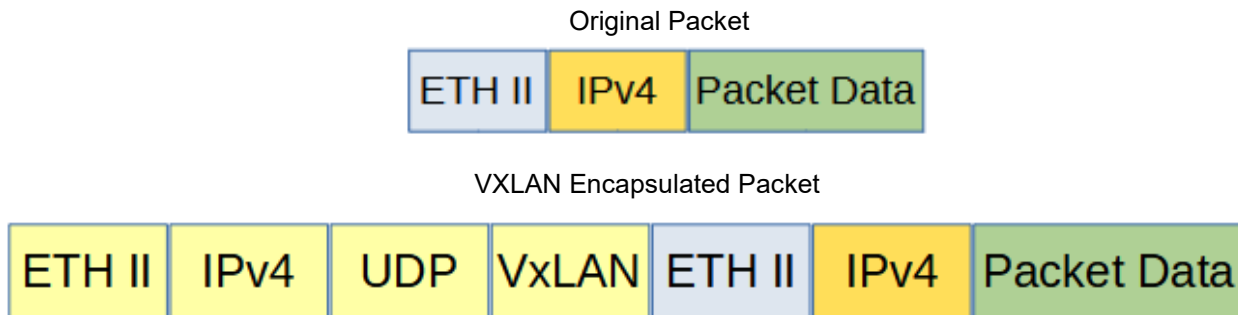 Original Packet
ETH II IPv4 Packet Data
VXLAN Encapsulated Packet
ETH II IPv4 UDP VxLAN ETH II IPv4 Packet Data